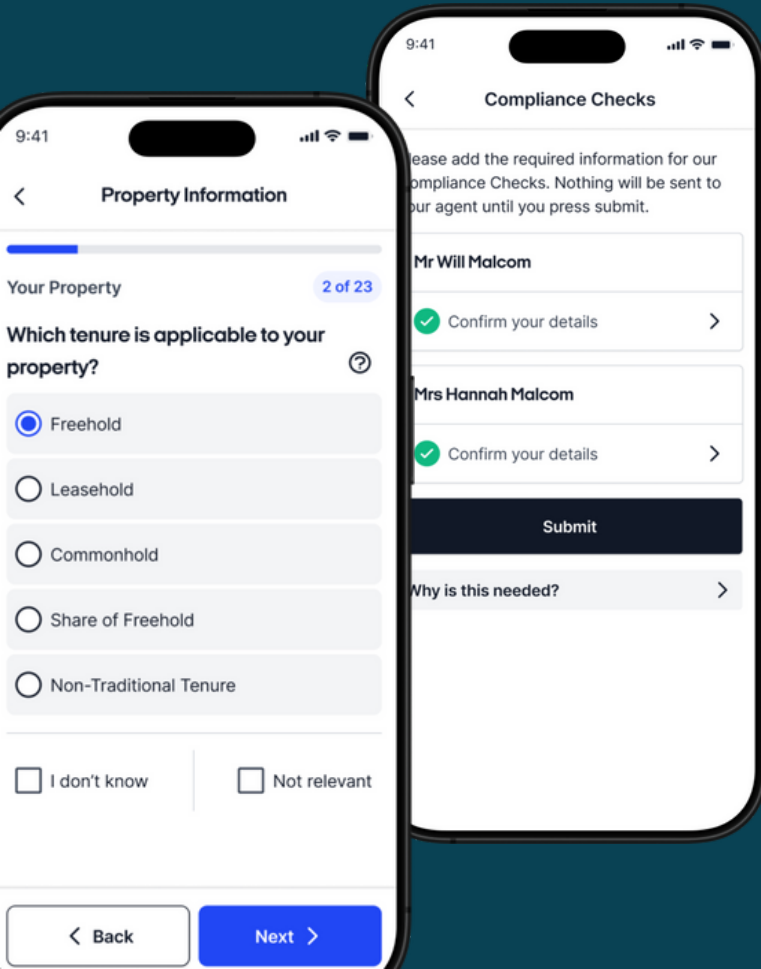 9:41
Property Information
Your Property
2 of 23
Which tenure is applicable to your
property?
Freehold
Leasehold
Commonhold
Share of Freehold
Non-Traditional Tenure
I don't know
Not relevant
Back
Next
9:41
Compliance Checks
add the required information for our
Checks. Nothing will be sent to
agent until you press submit.
Mr Will Malcom
Confirm your details
Mrs Hannah Malcom
Confirm your details
Submit
Why is this needed?